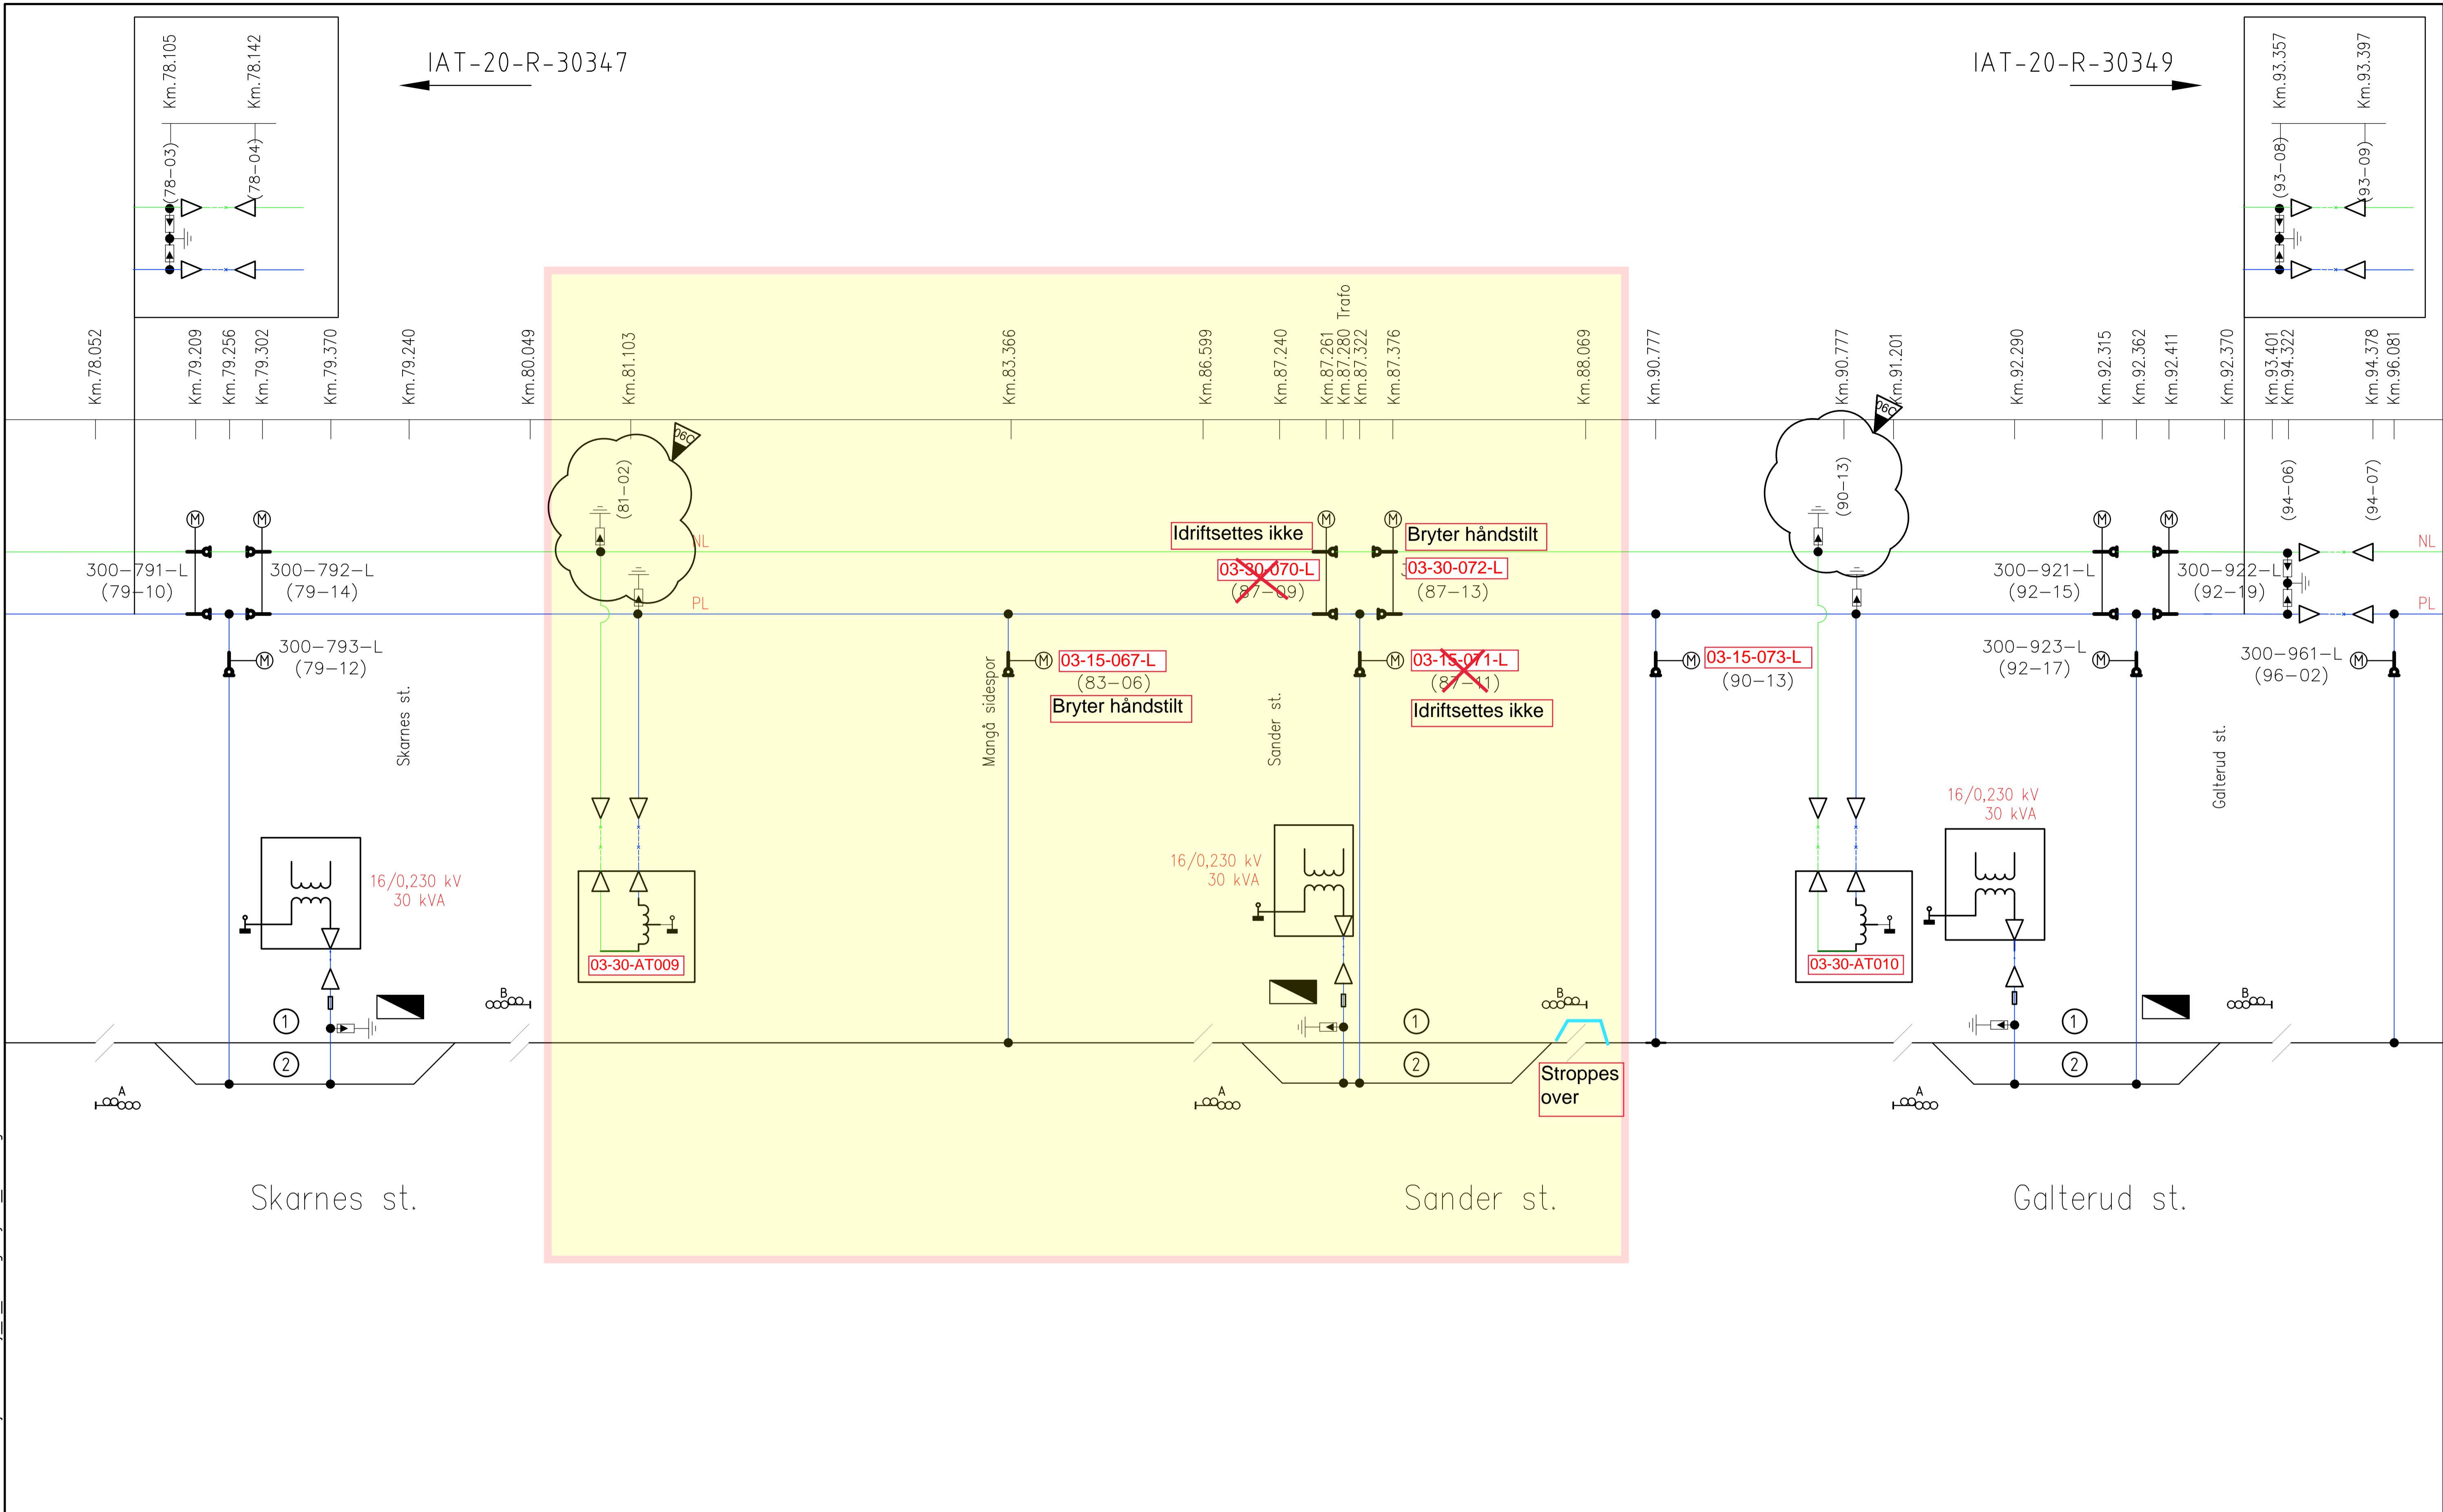 IAT-20-R-30347
IAT-20-R-30349
Km.78.105
Km.78.142
(78-03)
(78-04)
Km.93.357
Km.93.397
(93-08)
(93-09)
Km.78.052
Km.79.209
Km.79.256
Km.79.302
Km.79.370
Km.79.240
Km.80.049
Km.81.103
Km.83.366
Km.86.599
Km.87.240
Km.87.261
Km.87.280 Trafo
Km.87.322
Km.87.376
Km.88.069
Km.90.777
Km.90.777
Km.91.201
Km.92.290
Km.92.315
Km.92.362
Km.92.411
Km.92.370
Km.93.401
Km.94.322
Km.94.378
Km.96.081
06C
06C
(81-02)
(90-13)
(94-06)
(94-07)
M
M
M
M
M
M
Idriftsettes ikke
Bryter håndstilt
NL
NL
300-791-L
(79-10)
300-792-L
(79-14)
03-30-070-L
(87-09)
03-30-072-L
(87-13)
300-921-L
(92-15)
300-922-L
(92-19)
PL
PL
300-793-L
(79-12)
M
M
03-15-067-L
(83-06)
Bryter håndstilt
M
03-15-071-L
(87-11)
Idriftsettes ikke
M
03-15-073-L
(90-13)
300-923-L
(92-17)
M
300-961-L
(96-02)
M
Skarnes st.
Mangå sidespor
Sander st.
Galterud st.
16/0,230 kV
30 kVA
16/0,230 kV
30 kVA
16/0,230 kV
30 kVA
03-30-AT009
03-30-AT010
B
B
B
1
2
1
2
1
2
A
A
A
Stroppes
over
Skarnes st.
Sander st.
Galterud st.